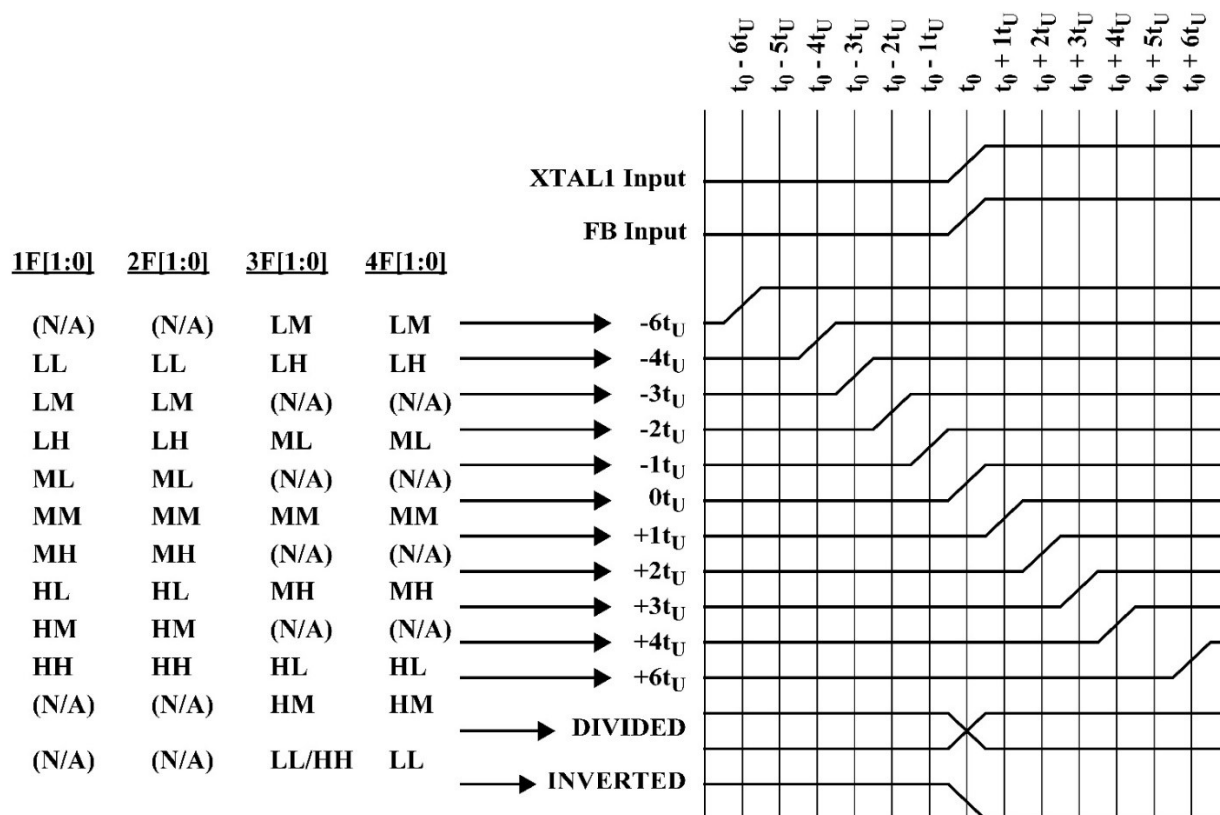 t0 - 6tU t0 - 5tU t0 - 4tU t0 - 3tU t0 - 2tU t0 - 1tU t0 t0 + 1tU t0 + 2tU t0 + 3tU t0 + 4tU t0 + 5tU t0 + 6tU
XTAL1 Input
FB Input
1F[1:0] 2F[1:0] 3F[1:0] 4F[1:0]
(N/A) (N/A) LM LM -6tU
LL LL LH LH -4tU
LM LM (N/A) (N/A) -3tU
LH LH ML ML -2tU
ML ML (N/A) (N/A) -1tU
MM MM MM MM 0tU
MH MH (N/A) (N/A) +1tU
HL HL MH MH +2tU
HM HM (N/A) (N/A) +3tU
HH HH HL HL +4tU
(N/A) (N/A) HM HM +6tU
(N/A) (N/A) LL/HH LL DIVIDED
INVERTED